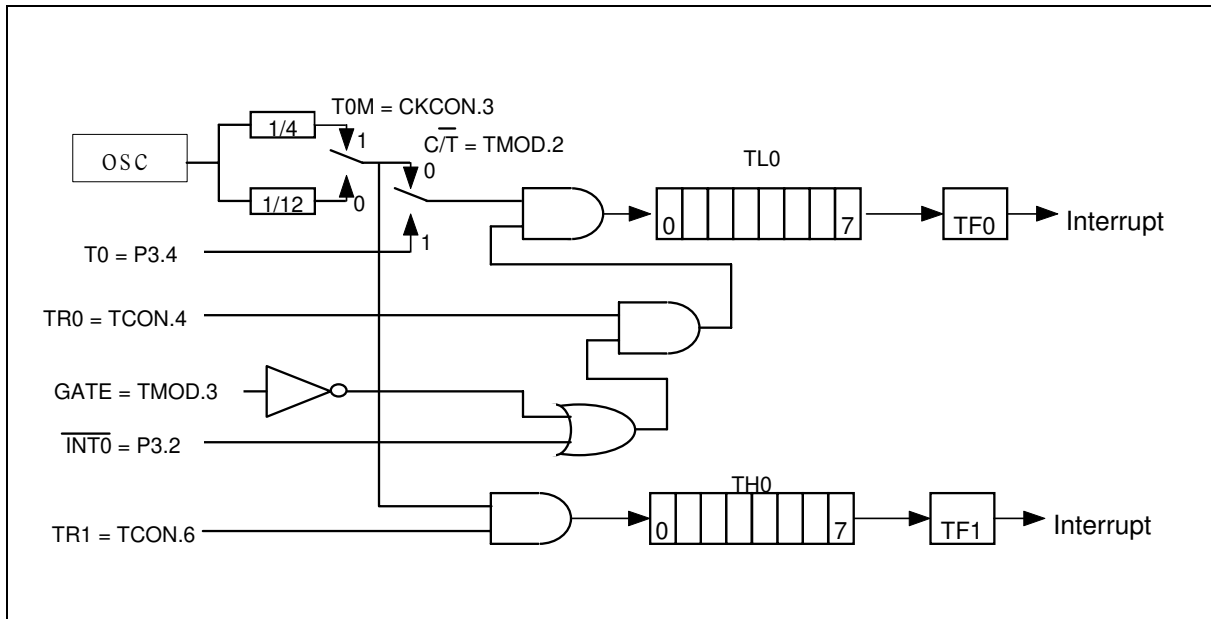 T0M = CKCON.3
1/4
1
C/T̅ = TMOD.2
OSC
0
TL0
1/12
0
0
7
TF0
Interrupt
T0 = P3.4
1
TR0 = TCON.4
GATE = TMOD.3
I̅N̅T̅0̅ = P3.2
TH0
0
7
TF1
Interrupt
TR1 = TCON.6